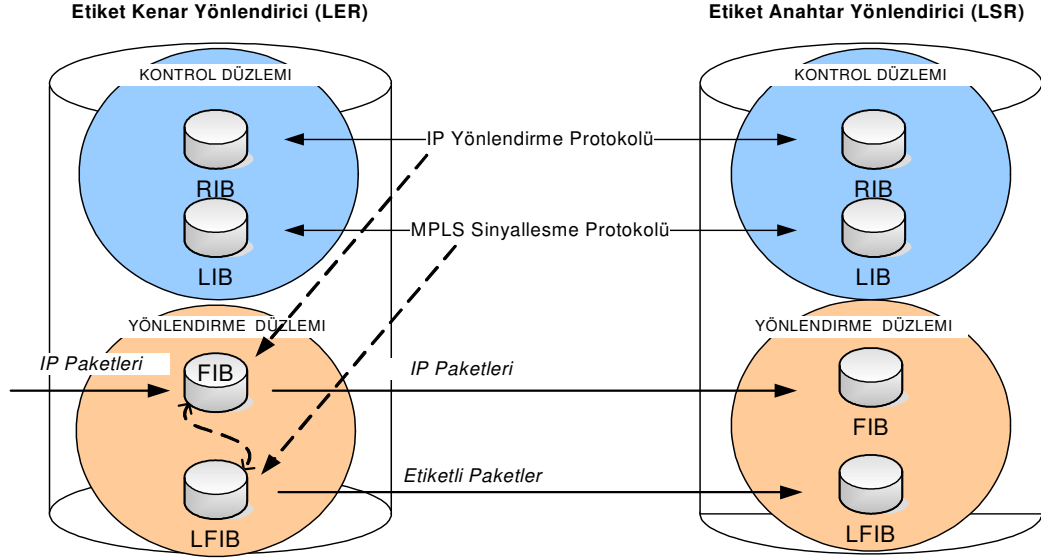 Etiket Kenar Yönlendirici (LER)
Etiket Anahtar Yönlendirici (LSR)
KONTROL DÜZLEMI
KONTROL DÜZLEMI
IP Yönlendirme Protokolü
RIB
RIB
MPLS Sinyallesme Protokolü
LIB
LIB
YÖNLENDIRME DÜZLEMI
YÖNLENDIRME DÜZLEMI
IP Paketleri
FIB
IP Paketleri
FIB
Etiketli Paketler
LFIB
LFIB